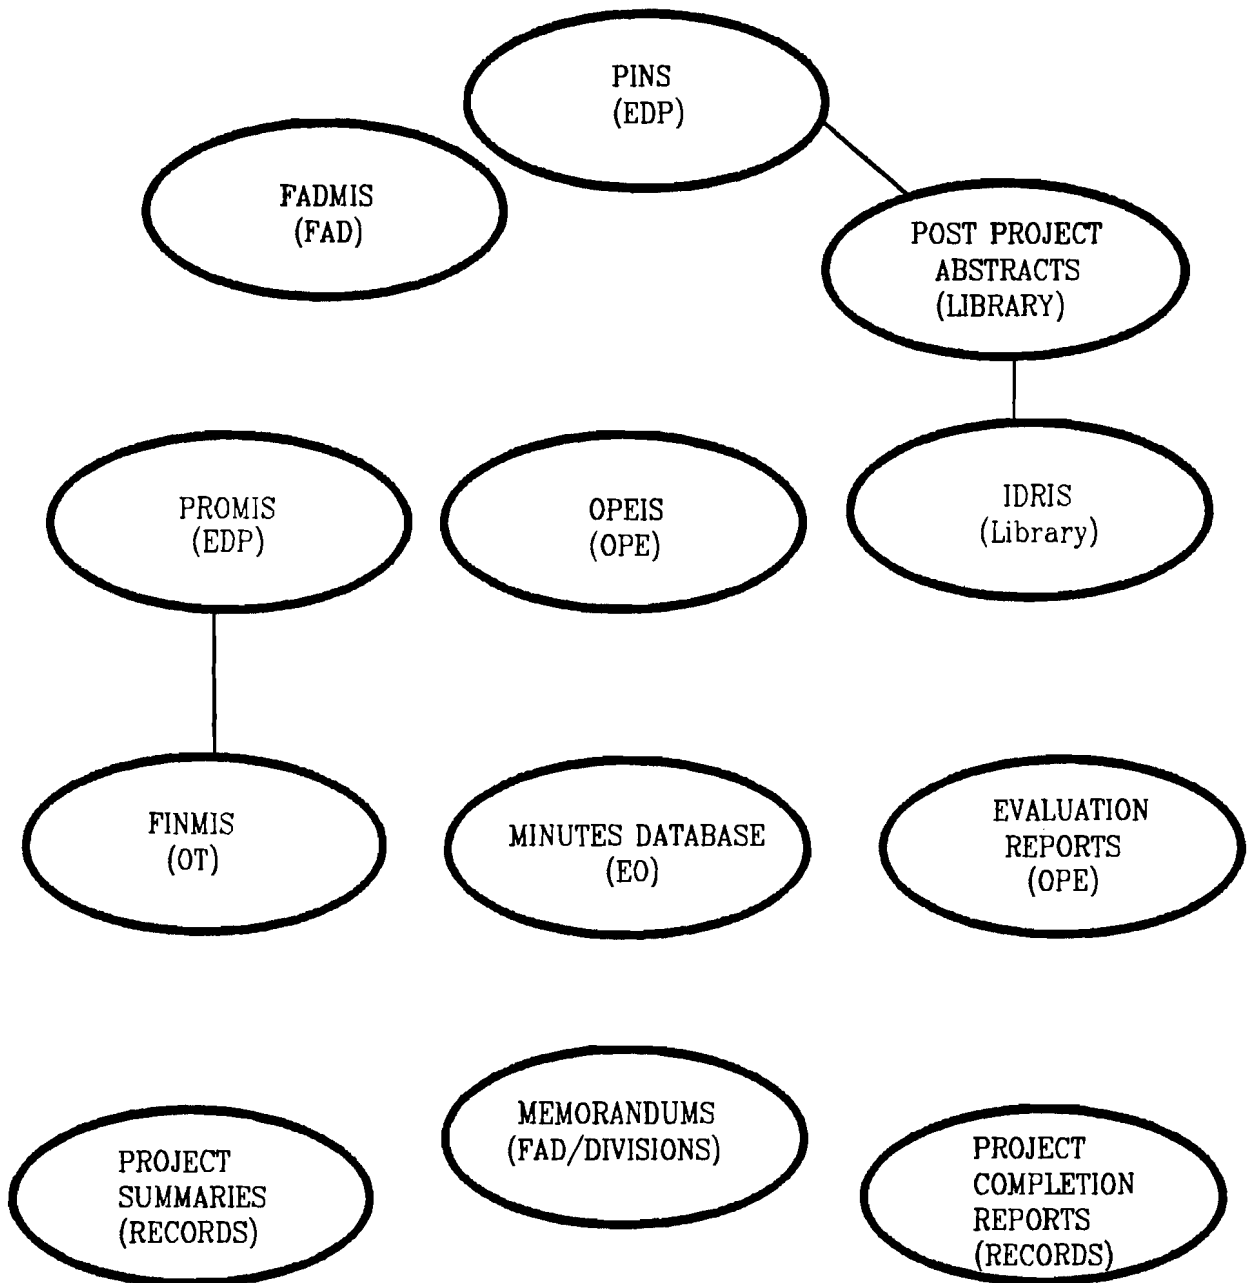 PINS
(EDP)
FADMIS
(FAD)
POST PROJECT
ABSTRACTS
(LIBRARY)
PROMIS
(EDP)
OPEIS
(OPE)
IDRIS
(Library)
FINMIS
(OT)
MINUTES DATABASE
(EO)
EVALUATION
REPORTS
(OPE)
PROJECT
SUMMARIES
(RECORDS)
MEMORANDUMS
(FAD/DIVISIONS)
PROJECT
COMPLETION
REPORTS
(RECORDS)